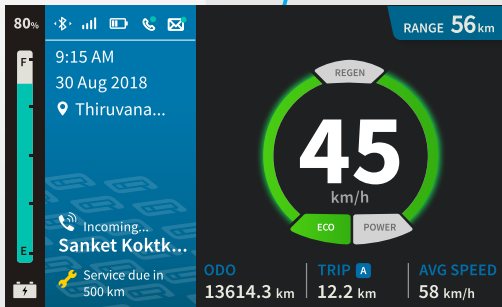 80%
F
E
9:15 AM
30 Aug 2018
Thiruvana...
Incoming...
Sanket Koktk...
Service due in
500 km
RANGE 56 km
REGEN
45
km/h
ECO POWER
ODO TRIP A AVG SPEED
13614.3 km 12.2 km 58 km/h